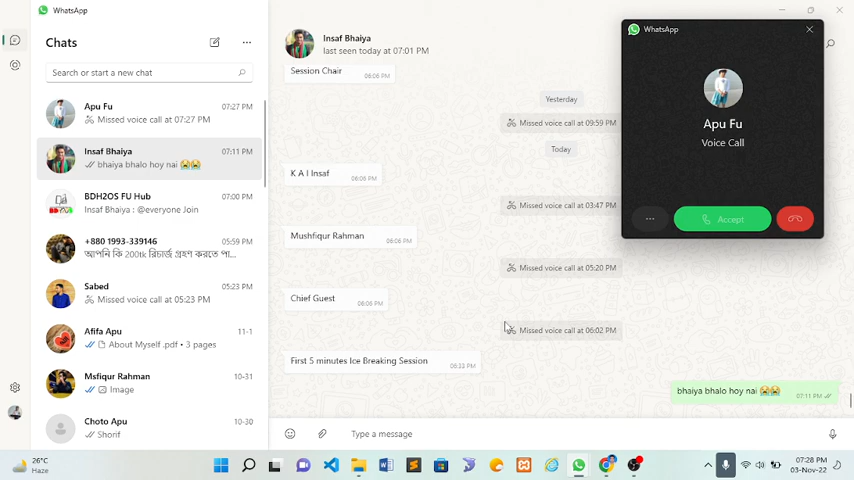 WhatsApp
Chats
Search or start a new chat
Apu Fu
07:27 PM
Missed voice call at 07:27 PM
Insaf Bhaiya
07:11 PM
bhaiya bhalo hoy nai 😭😭
BDH2OS FU Hub
07:00 PM
Insaf Bhaiya : @everyone Join
+880 1993-339146
05:59 PM
আপনি কি 200tk রিচার্জ গ্রহণ করতে পা...
Sabed
05:23 PM
Missed voice call at 05:23 PM
Afifa Apu
11-1
About Myself .pdf • 3 pages
Msfiqur Rahman
10-31
Image
Choto Apu
10-30
Shorif
Insaf Bhaiya
last seen today at 07:01 PM
Session Chair
06:06 PM
Yesterday
Missed voice call at 09:59 PM
Today
K A I Insaf
06:06 PM
Missed voice call at 03:47 PM
Mushfiqur Rahman
06:06 PM
Missed voice call at 05:20 PM
Chief Guest
06:06 PM
Missed voice call at 06:02 PM
First 5 minutes Ice Breaking Session
06:33 PM
bhaiya bhalo hoy nai 😭😭
07:11 PM
Type a message
WhatsApp
Apu Fu
Voice Call
Accept
26°C
Haze
07:28 PM
03-Nov-22